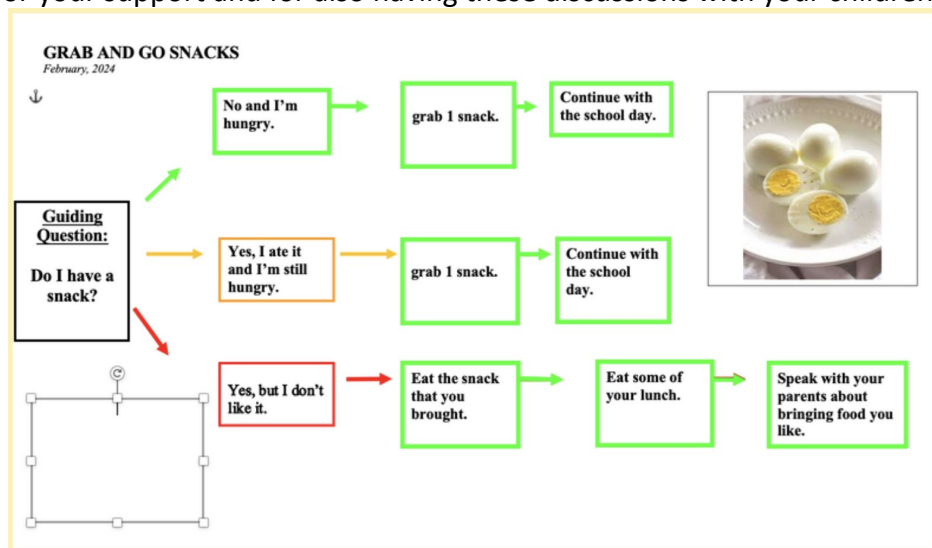 or your support and for also having these discussions with your children
GRAB AND GO SNACKS
February, 2024
Guiding
Question:
Do I have a
snack?
No and I'm
hungry.
grab 1 snack.
Continue with
the school day.
Yes, I ate it
and I'm still
hungry.
grab 1 snack.
Continue with
the school
day.
Yes, but I don't
like it.
Eat the snack
that you
brought.
Eat some of
your lunch.
Speak with your
parents about
bringing food you
like.